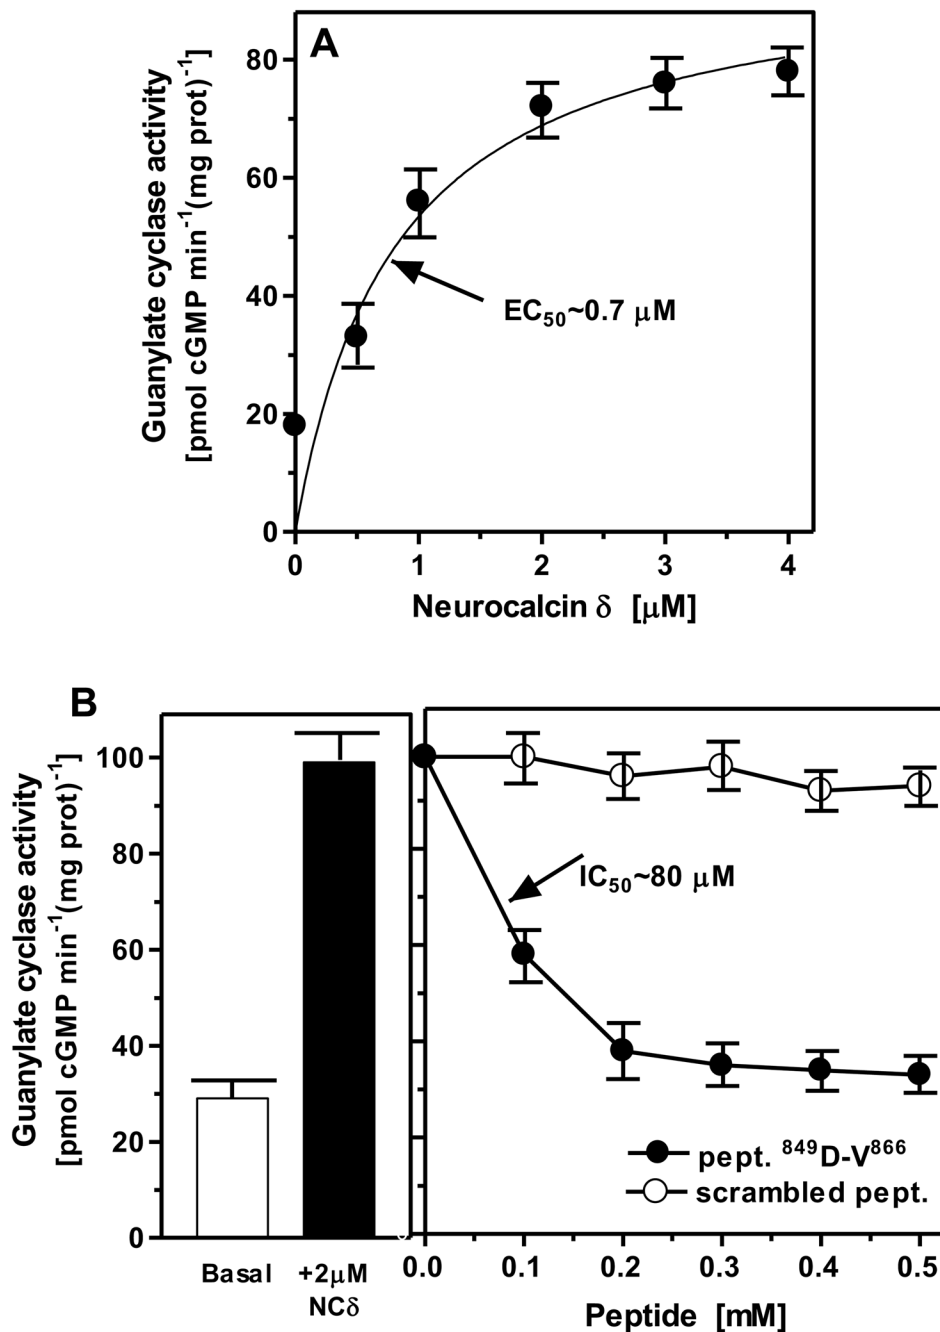 A
Guanylate cyclase activity
[pmol cGMP min⁻¹(mg prot)⁻¹]
80
60
40
20
0
EC₅₀~0.7 μM
0 1 2 3 4
Neurocalcin δ [μM]
B
Guanylate cyclase activity
[pmol cGMP min⁻¹(mg prot)⁻¹]
100
80
60
40
20
0
IC₅₀~80 μM
pept. ⁸⁴⁹D-V⁸⁶⁶
scrambled pept.
Basal +2μM
NCδ
0.0 0.1 0.2 0.3 0.4 0.5
Peptide [mM]